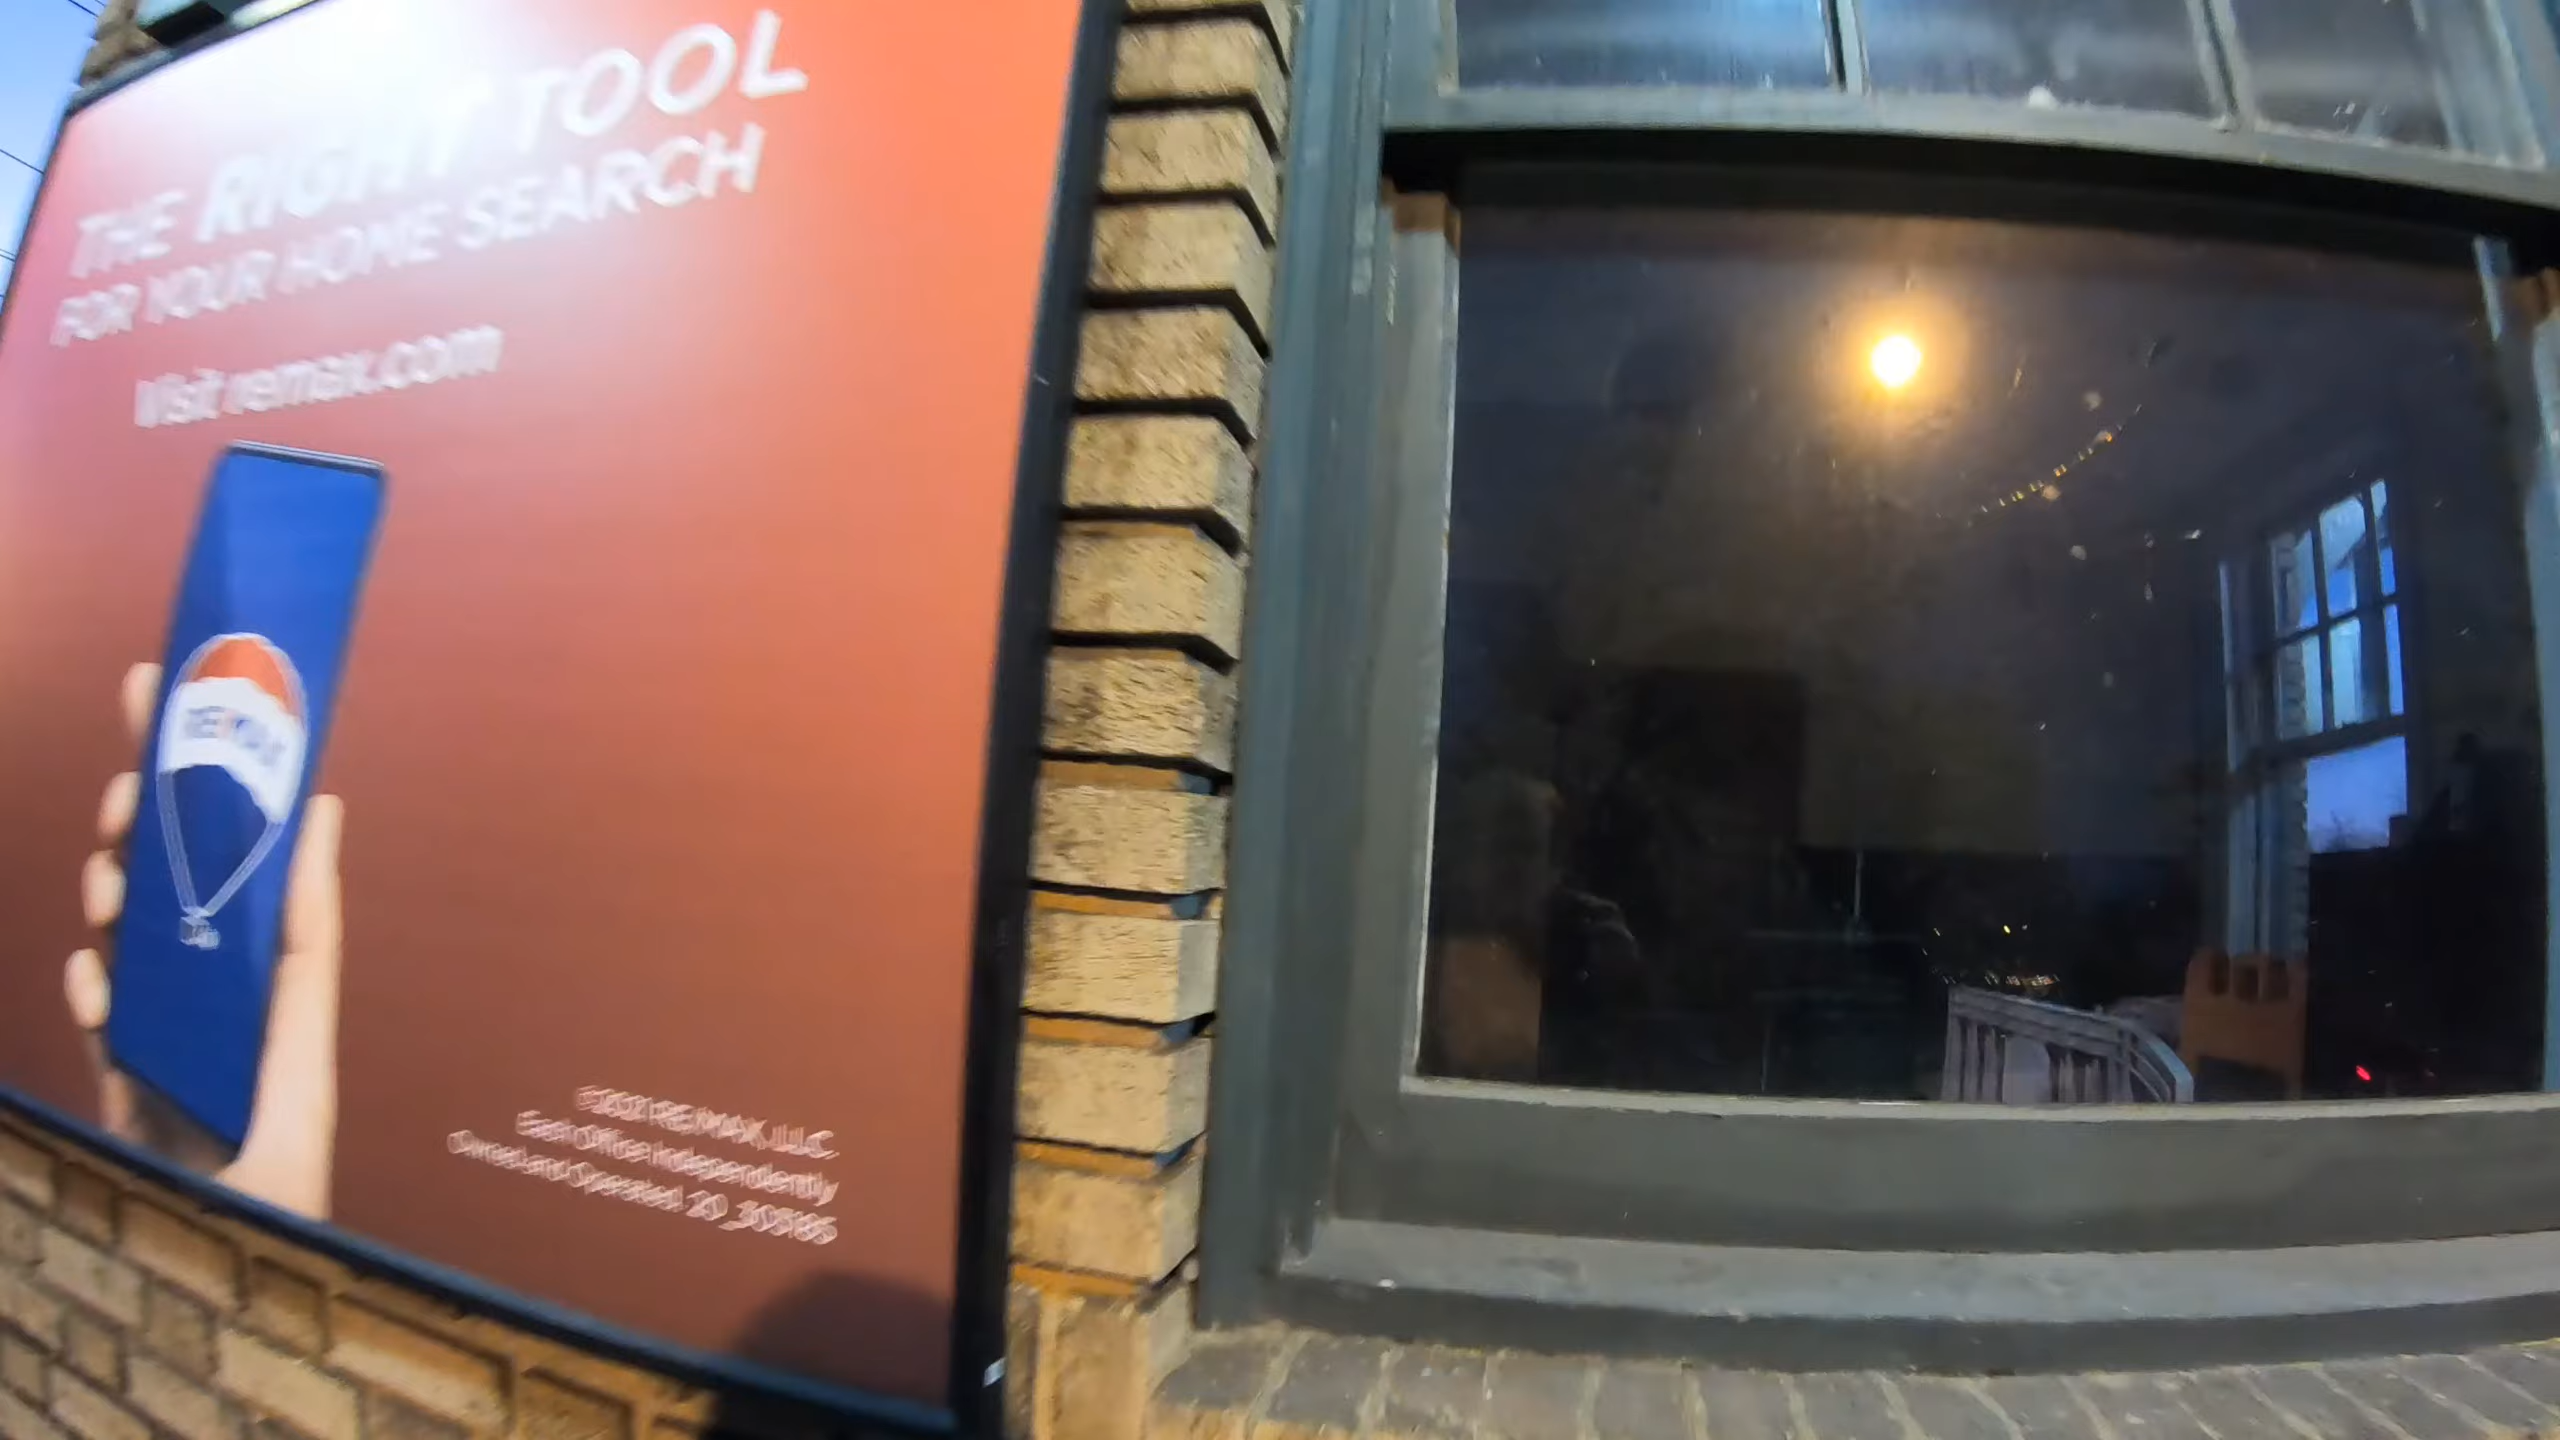 THE RIGHT TOOL
FOR YOUR HOME SEARCH
Visit remax.com
RE/MAX
RE/MAX, LLC.
Each Office Independently
Owned and Operated.